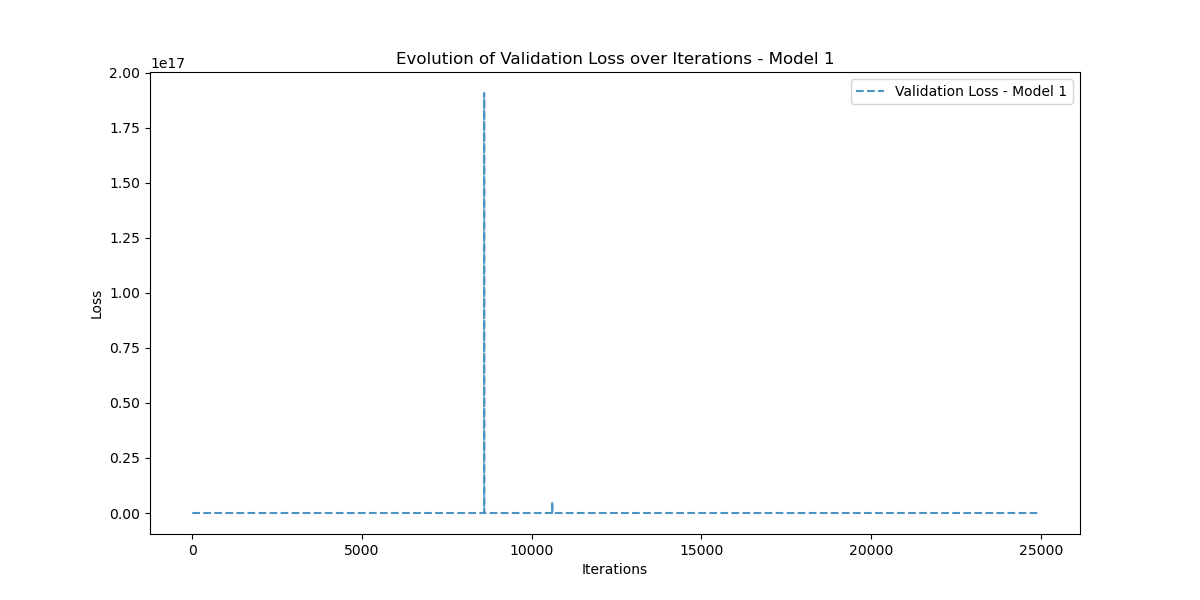 Evolution of Validation Loss over Iterations - Model 1
1e17
2.00
1.75
1.50
1.25
1.00
0.75
0.50
0.25
0.00
Loss
Validation Loss - Model 1
0 5000 10000 15000 20000 25000
Iterations